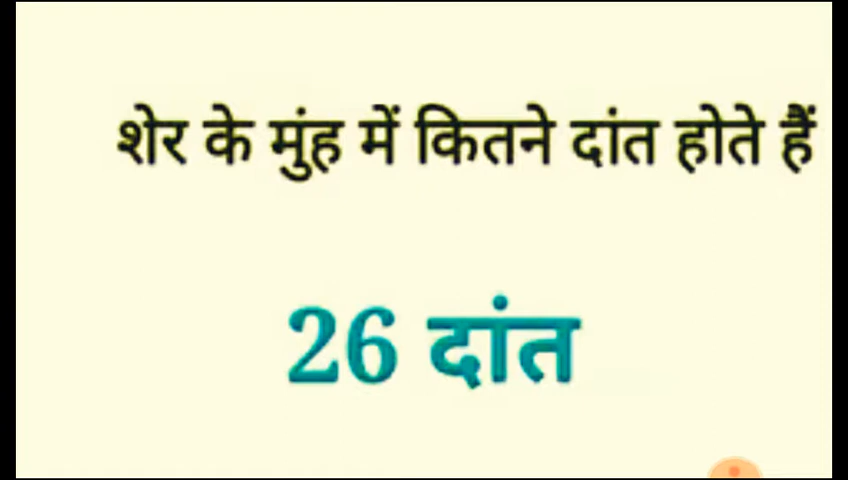 शेर के मुंह में कितने दांत होते हैं
26 दांत